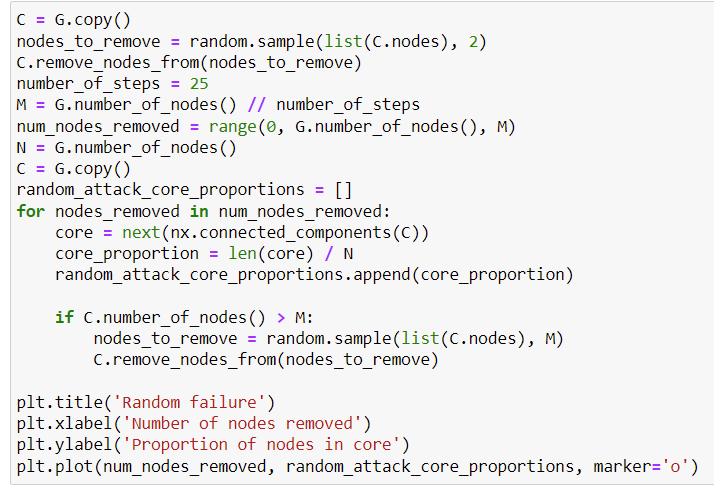 C = G.copy()
nodes_to_remove = random.sample(list(C.nodes), 2)
C.remove_nodes_from(nodes_to_remove)
number_of_steps = 25
M = G.number_of_nodes() // number_of_steps
num_nodes_removed = range(0, G.number_of_nodes(), M)
N = G.number_of_nodes()
C = G.copy()
random_attack_core_proportions = []
for nodes_removed in num_nodes_removed:
    core = next(nx.connected_components(C))
    core_proportion = len(core) / N
    random_attack_core_proportions.append(core_proportion)

    if C.number_of_nodes() > M:
        nodes_to_remove = random.sample(list(C.nodes), M)
        C.remove_nodes_from(nodes_to_remove)

plt.title('Random failure')
plt.xlabel('Number of nodes removed')
plt.ylabel('Proportion of nodes in core')
plt.plot(num_nodes_removed, random_attack_core_proportions, marker='o')